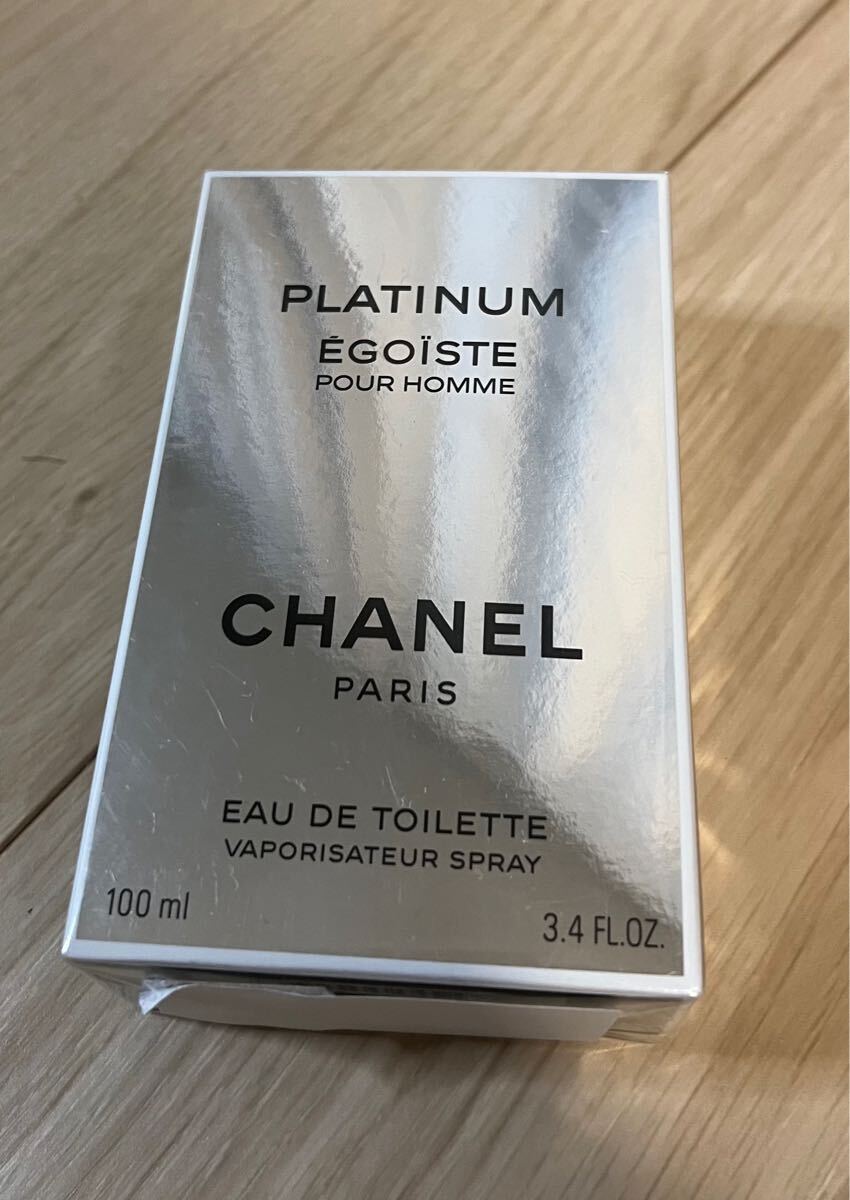 PLATINUM
ÉGOÏSTE
POUR HOMME
CHANEL
PARIS
EAU DE TOILETTE
VAPORISATEUR SPRAY
100 ml
3.4 FL.OZ.